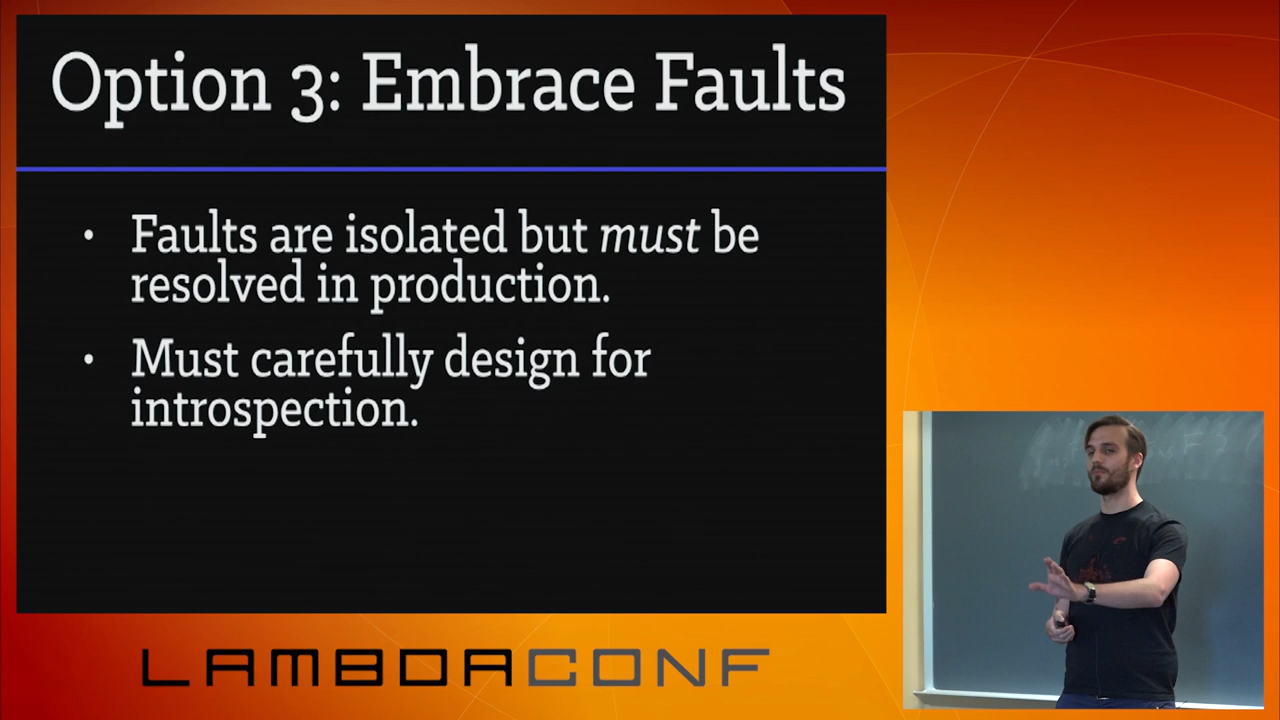 Option 3: Embrace Faults
• Faults are isolated but must be
resolved in production.
• Must carefully design for
introspection.
LAMBDACONF